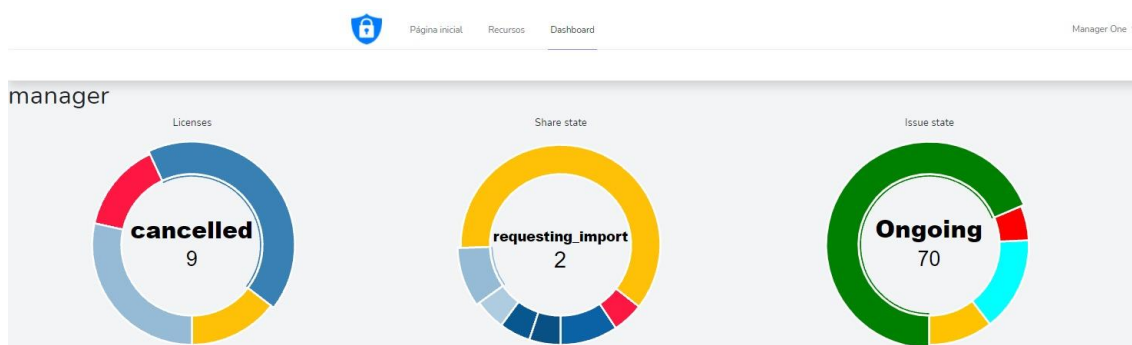 Página inicial Recursos Dashboard Manager One
manager
Licenses Share state Issue state
cancelled
9
requesting_import
2
Ongoing
70